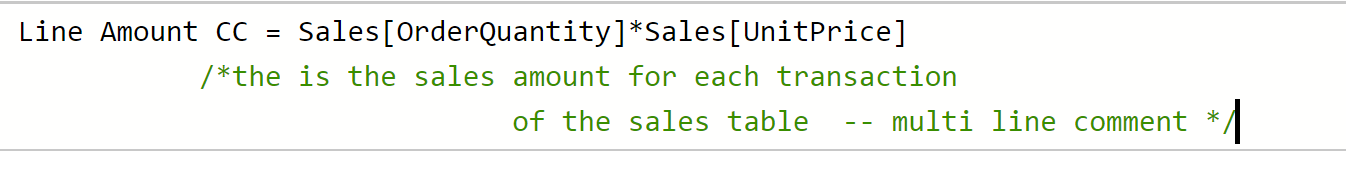 Line Amount CC = Sales[OrderQuantity]*Sales[UnitPrice]
/*the is the sales amount for each transaction
of the sales table  -- multi line comment */